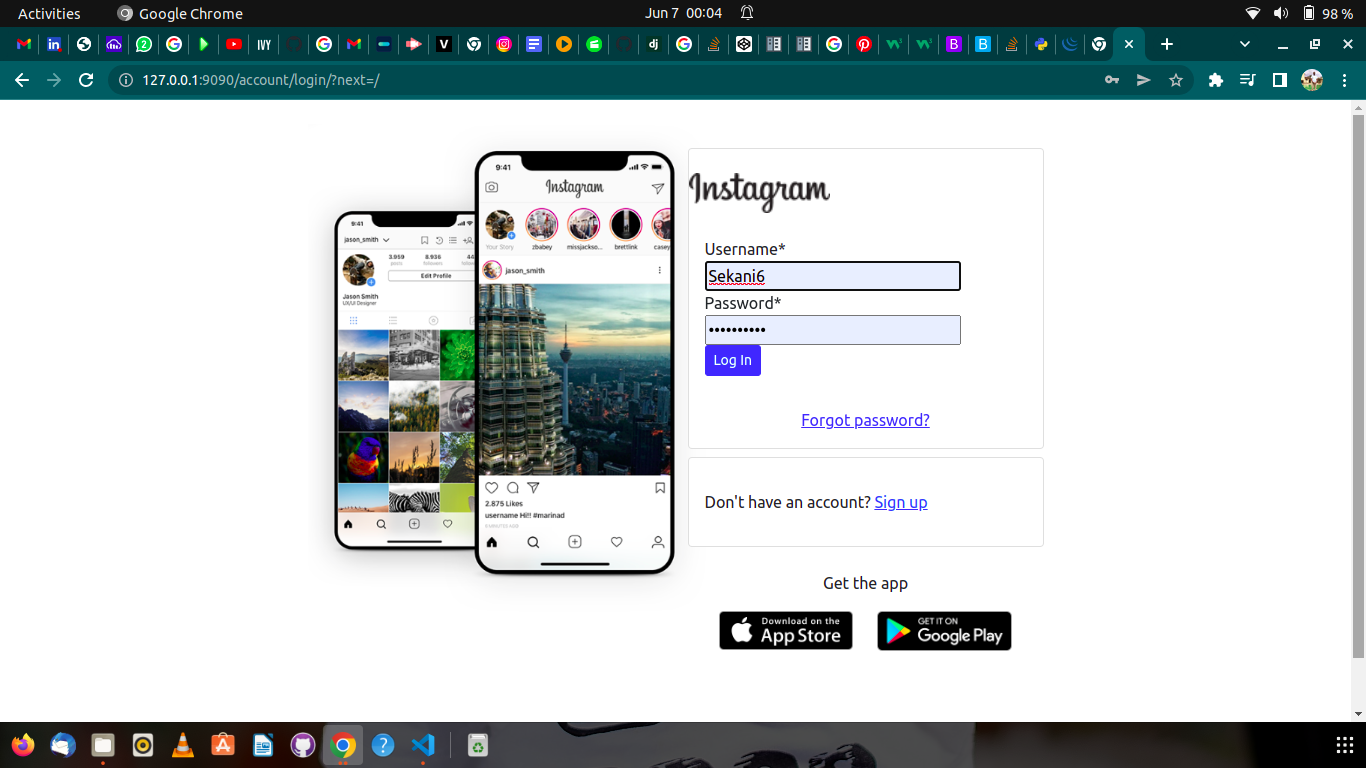 Activities
Google Chrome
Jun 7 00:04
98 %
IVY
dj
127.0.0.1:9090/account/login/?next=/
9:41
jason_smith
3.959
8.936
posts
followers
Edit Profile
Jason Smith
UX/UI Designer
9:41
Instagram
Your Story
zbabey
missjackso...
brettlink
casey
jason_smith
2.875 Likes
username Hi!! #marinad
Instagram
Username*
Sekani6
Password*
••••••••••
Log In
Forgot password?
Don't have an account? Sign up
Get the app
Download on the
App Store
GET IT ON
Google Play